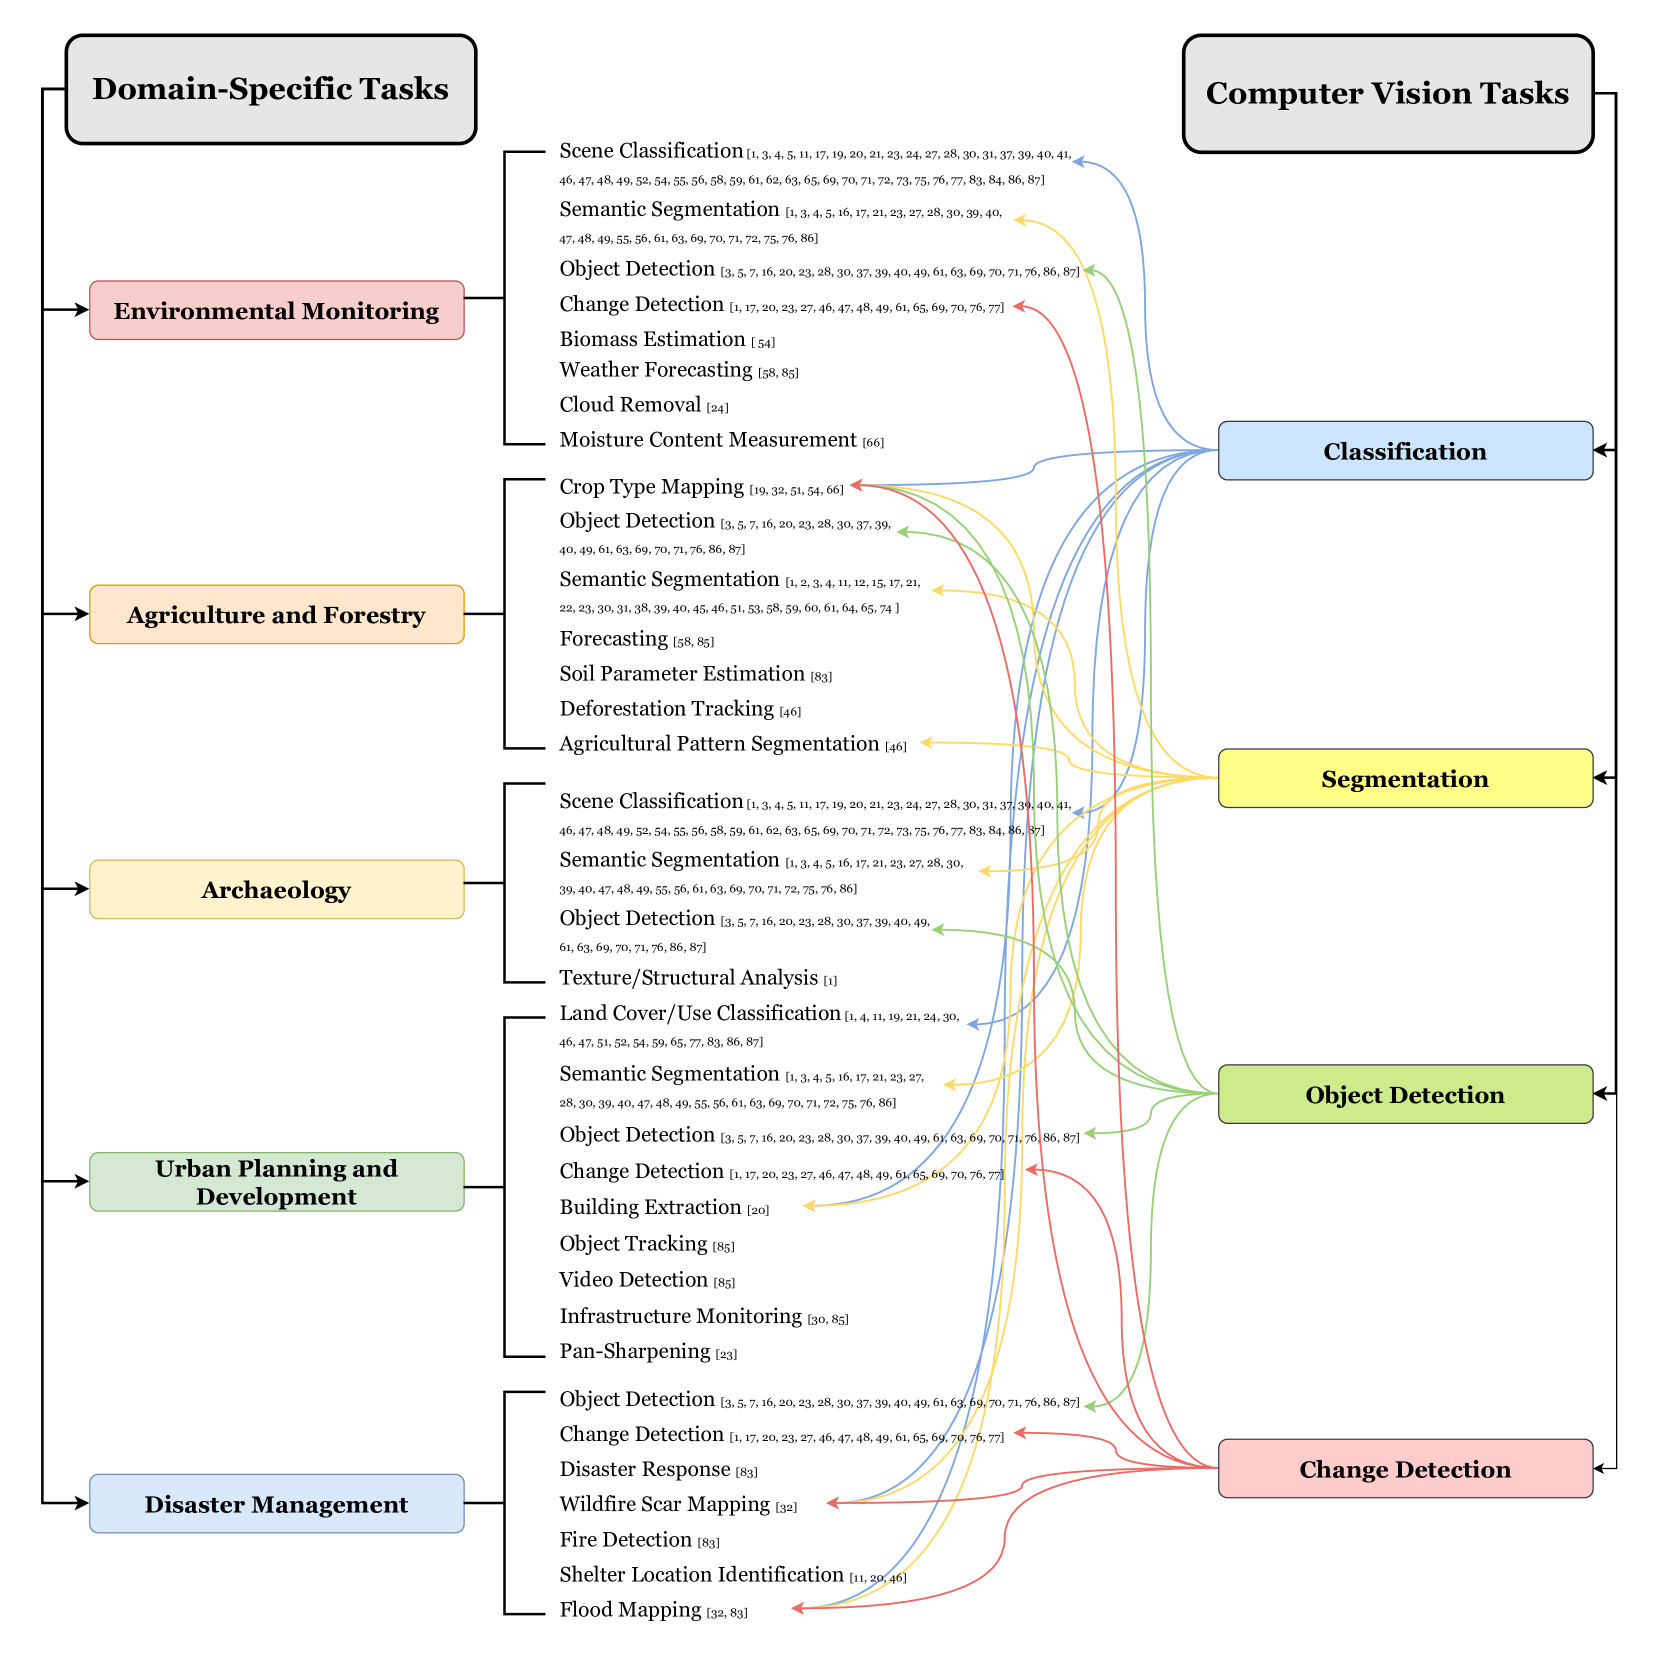 Domain-Specific Tasks
Computer Vision Tasks
Environmental Monitoring
Scene Classification [1, 3, 4, 5, 11, 17, 19, 20, 21, 23, 24, 27, 28, 30, 31, 37, 39, 40, 41,
46, 47, 48, 49, 52, 54, 55, 56, 58, 59, 61, 62, 63, 65, 69, 70, 71, 72, 73, 75, 76, 77, 83, 84, 86, 87]
Semantic Segmentation [1, 3, 4, 5, 16, 17, 21, 23, 27, 28, 30, 39, 40,
47, 48, 49, 55, 56, 61, 63, 69, 70, 71, 72, 75, 76, 86]
Object Detection [3, 5, 7, 16, 20, 23, 28, 30, 37, 39, 40, 49, 61, 63, 69, 70, 71, 76, 86, 87]
Change Detection [1, 17, 20, 23, 27, 46, 47, 48, 49, 61, 65, 69, 70, 76, 77]
Biomass Estimation [ 54]
Weather Forecasting [58, 85]
Cloud Removal [24]
Moisture Content Measurement [66]
Agriculture and Forestry
Crop Type Mapping [19, 32, 51, 54, 66]
Object Detection [3, 5, 7, 16, 20, 23, 28, 30, 37, 39,
40, 49, 61, 63, 69, 70, 71, 76, 86, 87]
Semantic Segmentation [1, 2, 3, 4, 11, 12, 15, 17, 21,
22, 23, 30, 31, 38, 39, 40, 45, 46, 51, 53, 58, 59, 60, 61, 64, 65, 74 ]
Forecasting [58, 85]
Soil Parameter Estimation [83]
Deforestation Tracking [46]
Agricultural Pattern Segmentation [46]
Archaeology
Scene Classification [1, 3, 4, 5, 11, 17, 19, 20, 21, 23, 24, 27, 28, 30, 31, 37, 39, 40, 41,
46, 47, 48, 49, 52, 54, 55, 56, 58, 59, 61, 62, 63, 65, 69, 70, 71, 72, 73, 75, 76, 77, 83, 84, 86, 87]
Semantic Segmentation [1, 3, 4, 5, 16, 17, 21, 23, 27, 28, 30,
39, 40, 47, 48, 49, 55, 56, 61, 63, 69, 70, 71, 72, 75, 76, 86]
Object Detection [3, 5, 7, 16, 20, 23, 28, 30, 37, 39, 40, 49,
61, 63, 69, 70, 71, 76, 86, 87]
Texture/Structural Analysis [1]
Urban Planning and
Development
Land Cover/Use Classification [1, 4, 11, 19, 21, 24, 30,
46, 47, 51, 52, 54, 59, 65, 77, 83, 86, 87]
Semantic Segmentation [1, 3, 4, 5, 16, 17, 21, 23, 27,
28, 30, 39, 40, 47, 48, 49, 55, 56, 61, 63, 69, 70, 71, 72, 75, 76, 86]
Object Detection [3, 5, 7, 16, 20, 23, 28, 30, 37, 39, 40, 49, 61, 63, 69, 70, 71, 76, 86, 87]
Change Detection [1, 17, 20, 23, 27, 46, 47, 48, 49, 61, 65, 69, 70, 76, 77]
Building Extraction [20]
Object Tracking [85]
Video Detection [85]
Infrastructure Monitoring [30, 85]
Pan-Sharpening [23]
Disaster Management
Object Detection [3, 5, 7, 16, 20, 23, 28, 30, 37, 39, 40, 49, 61, 63, 69, 70, 71, 76, 86, 87]
Change Detection [1, 17, 20, 23, 27, 46, 47, 48, 49, 61, 65, 69, 70, 76, 77]
Disaster Response [83]
Wildfire Scar Mapping [32]
Fire Detection [83]
Shelter Location Identification [11, 20, 46]
Flood Mapping [32, 83]
Classification
Segmentation
Object Detection
Change Detection